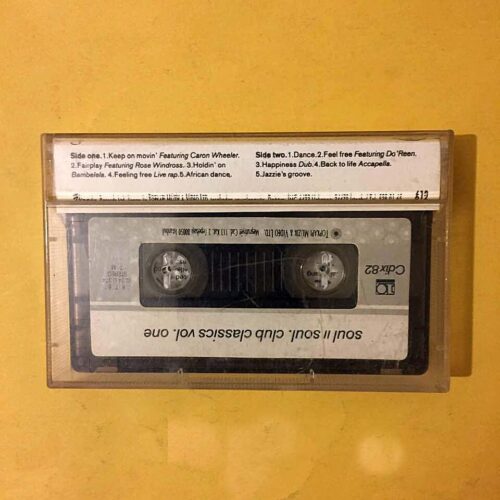 Side one.1.Keep on movin' Featuring Caron Wheeler.
2.Fairplay Featuring Rose Windross. 3.Holdin' on
Bambelela. 4.Feeling free Live rap.5.African dance.
Side two.1.Dance.2.Feel free Featuring Do'Reen.
3.Happiness Dub.4.Back to life Accapella.
5.Jazzie's groove.
soul II soul. club classics vol. one
10
Cdix 82
STEREO